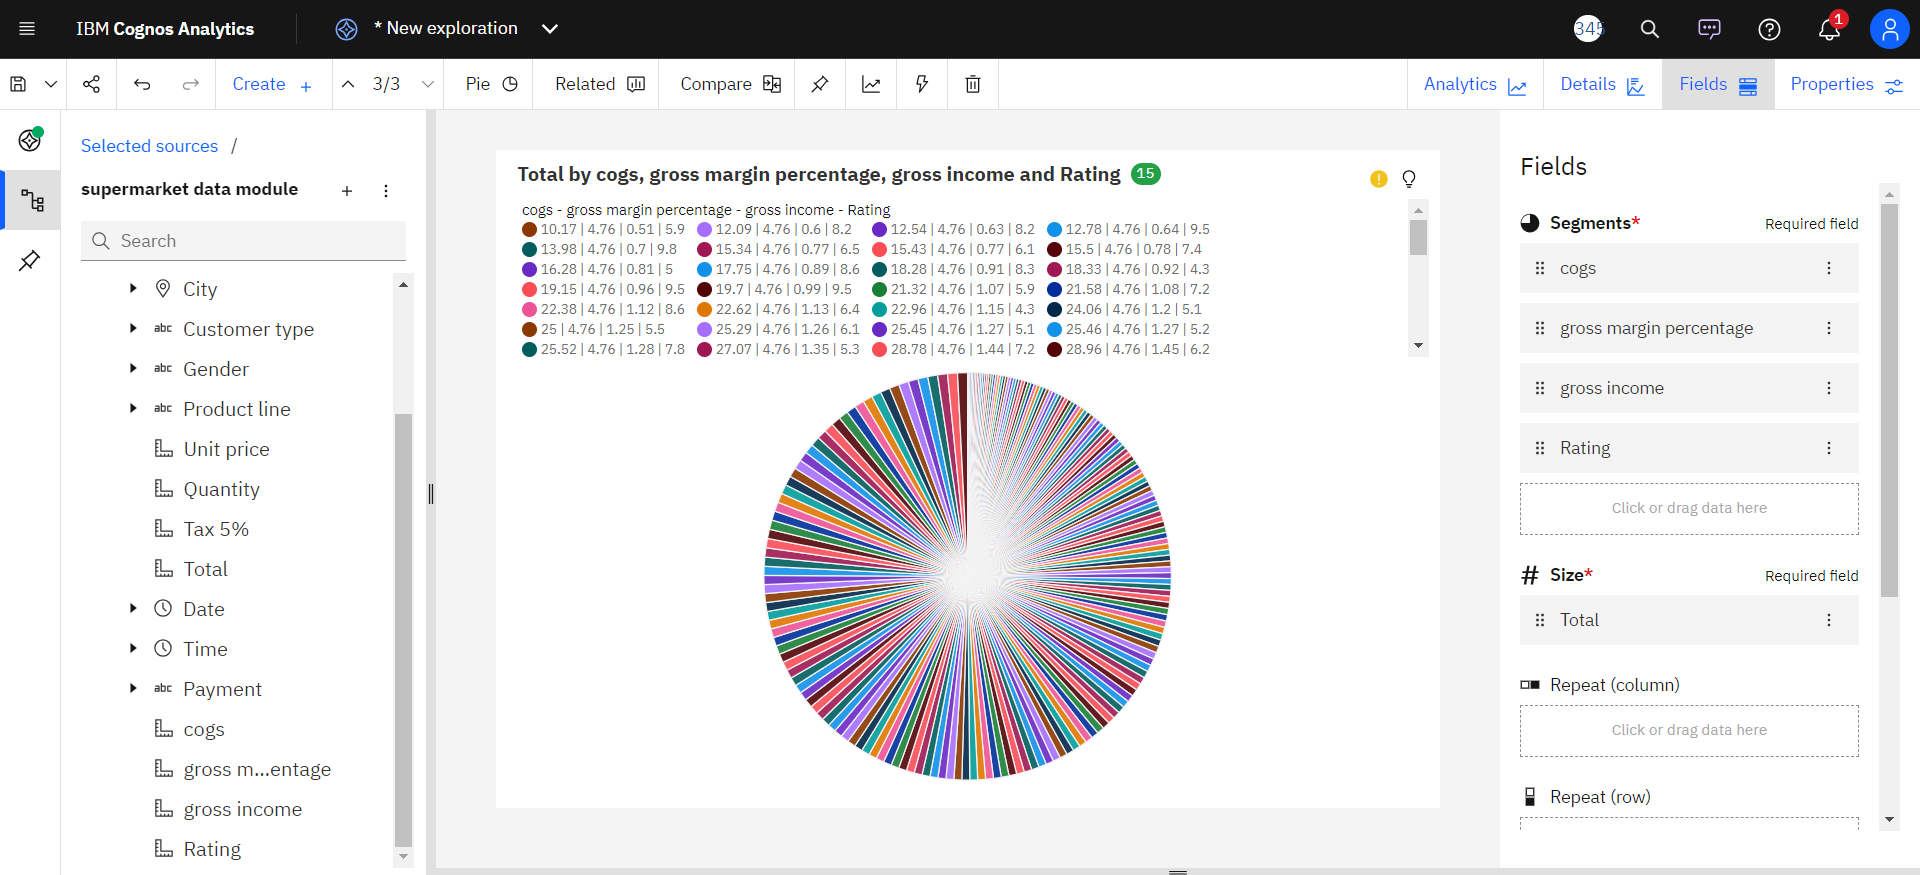 IBM Cognos Analytics
* New exploration
345
1
Create +
3/3
Pie
Related
Compare
Analytics
Details
Fields
Properties
Selected sources /
supermarket data module
Search
City
abc Customer type
abc Gender
abc Product line
Unit price
Quantity
Tax 5%
Total
Date
Time
abc Payment
cogs
gross m...entage
gross income
Rating
Total by cogs, gross margin percentage, gross income and Rating 15
cogs - gross margin percentage - gross income - Rating
10.17 | 4.76 | 0.51 | 5.9 12.09 | 4.76 | 0.6 | 8.2 12.54 | 4.76 | 0.63 | 8.2 12.78 | 4.76 | 0.64 | 9.5
13.98 | 4.76 | 0.7 | 9.8 15.34 | 4.76 | 0.77 | 6.5 15.43 | 4.76 | 0.77 | 6.1 15.5 | 4.76 | 0.78 | 7.4
16.28 | 4.76 | 0.81 | 5 17.75 | 4.76 | 0.89 | 8.6 18.28 | 4.76 | 0.91 | 8.3 18.33 | 4.76 | 0.92 | 4.3
19.15 | 4.76 | 0.96 | 9.5 19.7 | 4.76 | 0.99 | 9.5 21.32 | 4.76 | 1.07 | 5.9 21.58 | 4.76 | 1.08 | 7.2
22.38 | 4.76 | 1.12 | 8.6 22.62 | 4.76 | 1.13 | 6.4 22.96 | 4.76 | 1.15 | 4.3 24.06 | 4.76 | 1.2 | 5.1
25 | 4.76 | 1.25 | 5.5 25.29 | 4.76 | 1.26 | 6.1 25.45 | 4.76 | 1.27 | 5.1 25.46 | 4.76 | 1.27 | 5.2
25.52 | 4.76 | 1.28 | 7.8 27.07 | 4.76 | 1.35 | 5.3 28.78 | 4.76 | 1.44 | 7.2 28.96 | 4.76 | 1.45 | 6.2
Fields
Segments* Required field
cogs
gross margin percentage
gross income
Rating
Click or drag data here
Size* Required field
Total
Repeat (column)
Click or drag data here
Repeat (row)